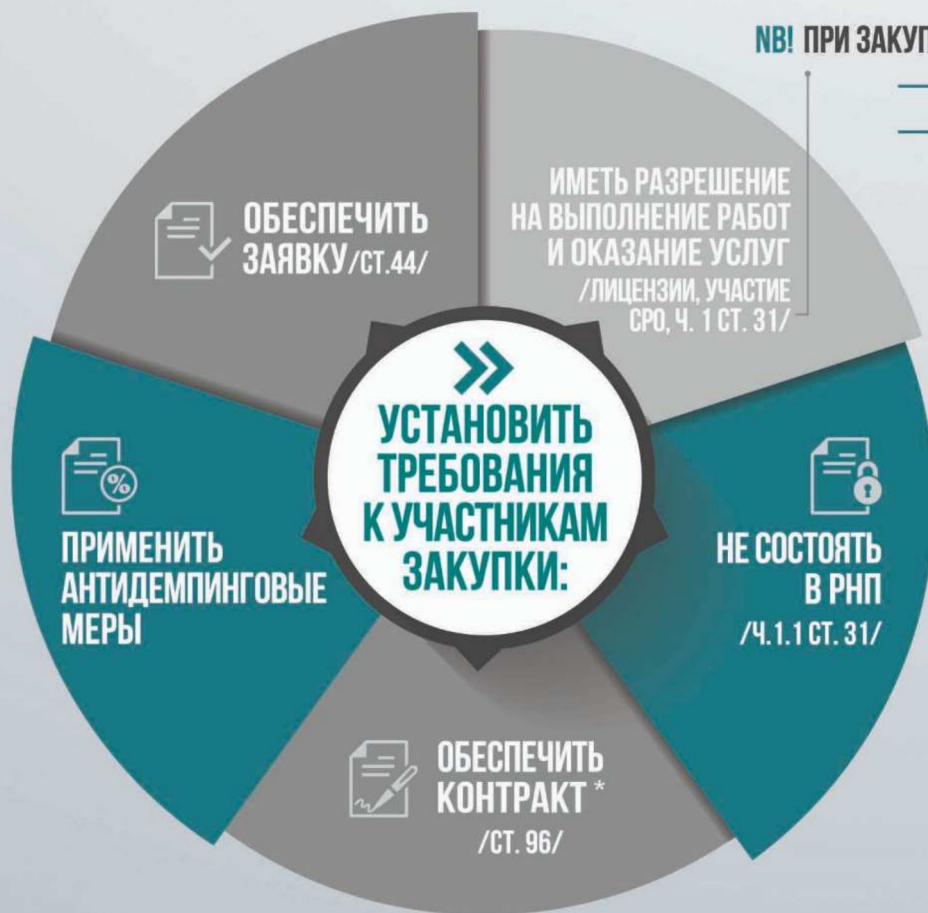 NB! ПРИ ЗАКУП
ОБЕСПЕЧИТЬ
ЗАЯВКУ/СТ.44/
ИМЕТЬ РАЗРЕШЕНИЕ
НА ВЫПОЛНЕНИЕ РАБОТ
И ОКАЗАНИЕ УСЛУГ
/ЛИЦЕНЗИИ, УЧАСТИЕ
СРО, Ч. 1 СТ. 31/
УСТАНОВИТЬ
ТРЕБОВАНИЯ
К УЧАСТНИКАМ
ЗАКУПКИ:
ПРИМЕНИТЬ
АНТИДЕМПИНГОВЫЕ
МЕРЫ
НЕ СОСТОЯТЬ
В РНП
/Ч.1.1 СТ. 31/
ОБЕСПЕЧИТЬ
КОНТРАКТ *
/СТ. 96/